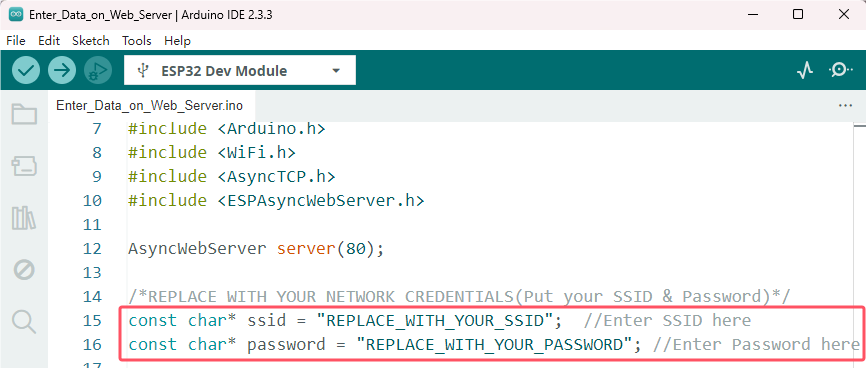 Enter_Data_on_Web_Server | Arduino IDE 2.3.3
File Edit Sketch Tools Help
ESP32 Dev Module
Enter_Data_on_Web_Server.ino
7 #include <Arduino.h>
8 #include <WiFi.h>
9 #include <AsyncTCP.h>
10 #include <ESPAsyncWebServer.h>
11
12 AsyncWebServer server(80);
13
14 /*REPLACE WITH YOUR NETWORK CREDENTIALS(Put your SSID & Password)*/
15 const char* ssid = "REPLACE_WITH_YOUR_SSID";  //Enter SSID here
16 const char* password = "REPLACE_WITH_YOUR_PASSWORD"; //Enter Password here
17